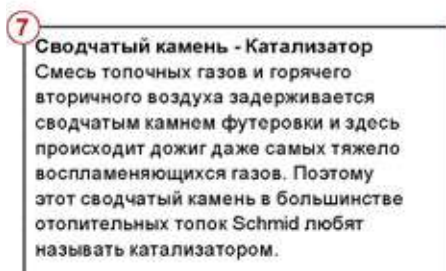 7
Сводчатый камень - Катализатор
Смесь топочных газов и горячего
вторичного воздуха задерживается
сводчатым камнем футеровки и здесь
происходит дожиг даже самых тяжело
воспламеняющихся газов. Поэтому
этот сводчатый камень в большинстве
отопительных топок Schmid любят
называть катализатором.